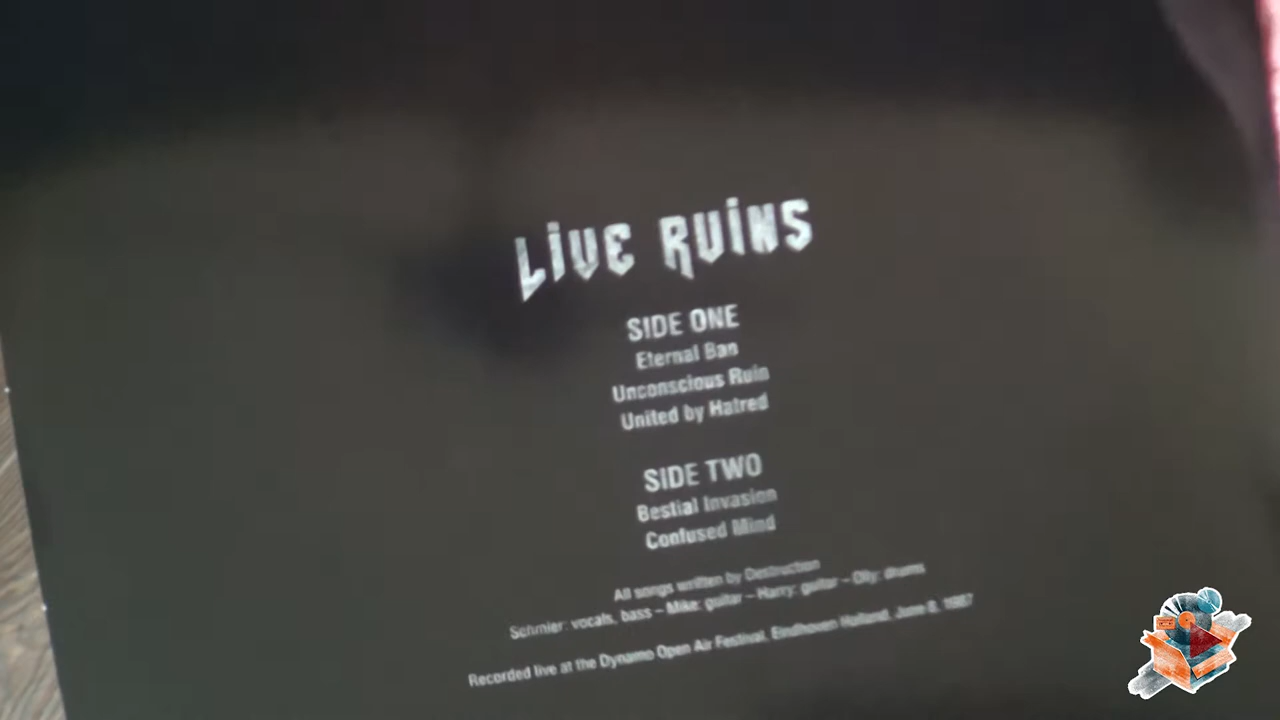 LIVE RUINS
SIDE ONE
Eternal Ban
Unconscious Ruin
United by Hatred
SIDE TWO
Bestial Invasion
Confused Mind
All songs written by Destruction
Schmier: vocals, bass – Mike: guitar – Harry: guitar – Olly: drums
Recorded live at the Dynamo Open Air Festival, Eindhoven Holland, June 8, 1987